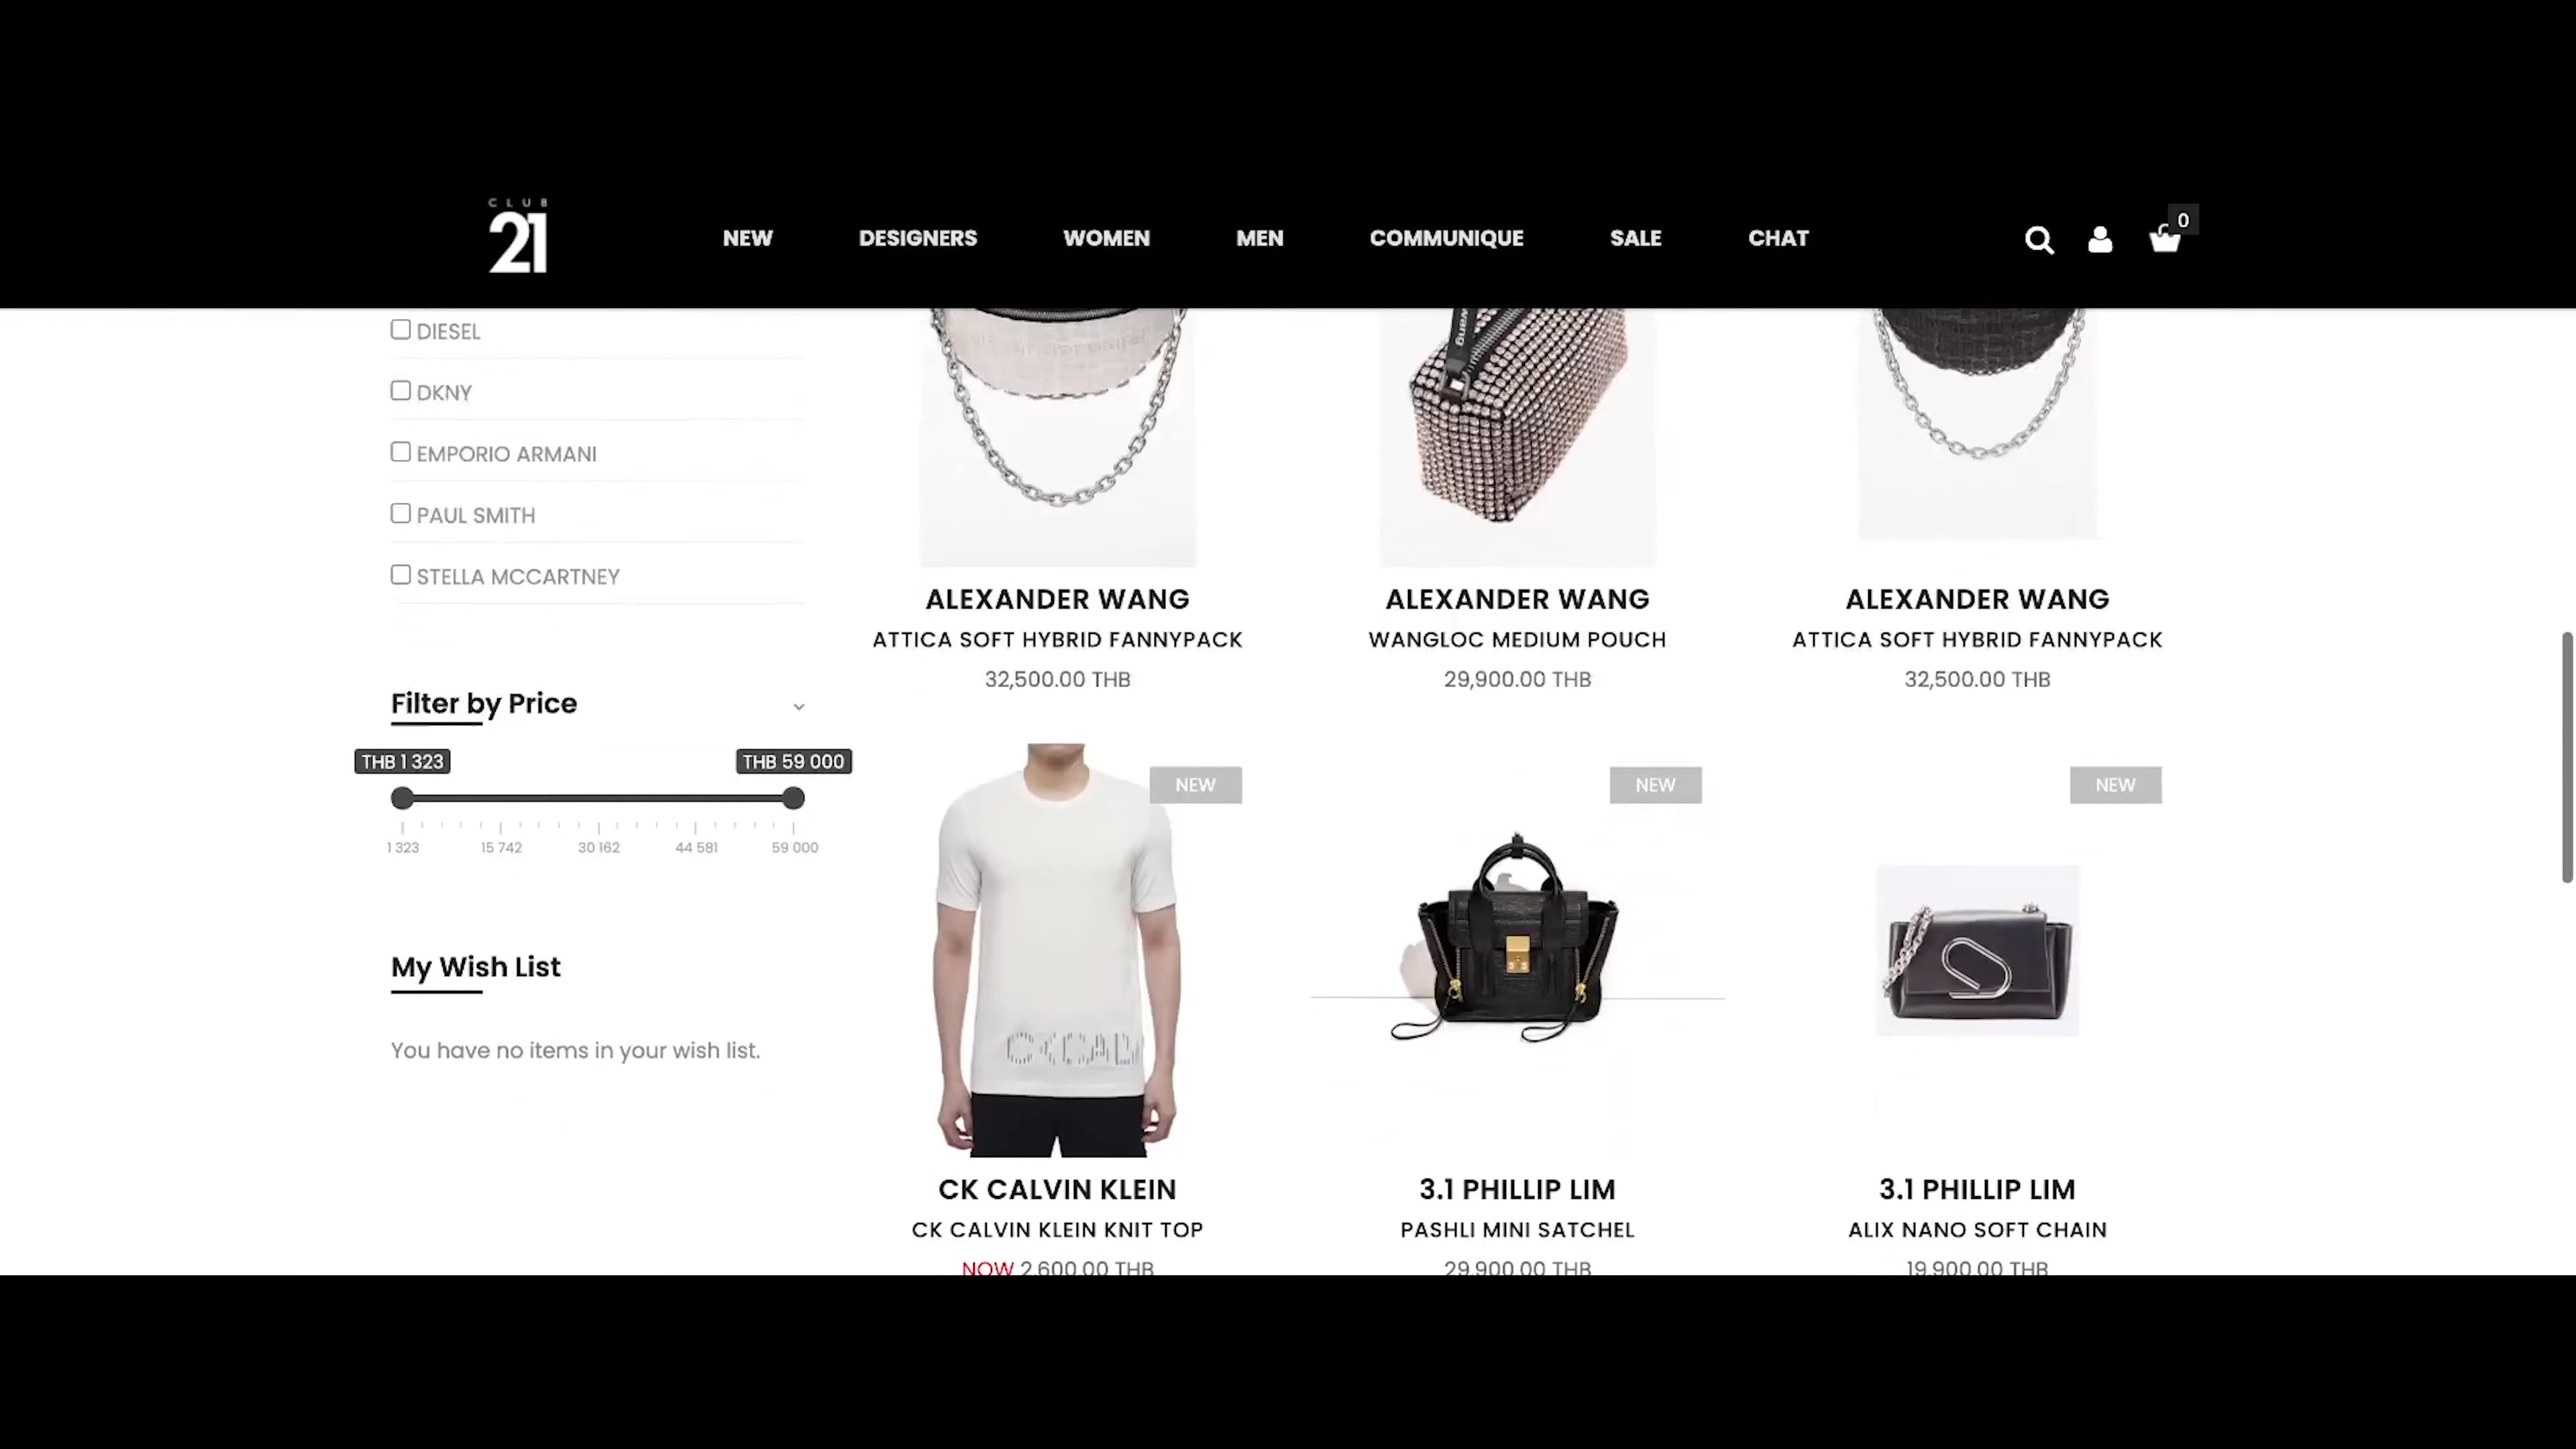 CLUB
21
NEW
DESIGNERS
WOMEN
MEN
COMMUNIQUE
SALE
CHAT
0
DIESEL
DKNY
EMPORIO ARMANI
PAUL SMITH
STELLA MCCARTNEY
Filter by Price
THB 1 323
THB 59 000
1 323
15 742
30 162
44 581
59 000
My Wish List
You have no items in your wish list.
wang
ALEXANDER WANG
ATTICA SOFT HYBRID FANNYPACK
32,500.00 THB
ALEXANDER WANG
WANGLOC MEDIUM POUCH
29,900.00 THB
ALEXANDER WANG
ATTICA SOFT HYBRID FANNYPACK
32,500.00 THB
NEW
CK CALVIN KLEIN
CK CALVIN KLEIN KNIT TOP
NOW 2,600.00 THB
NEW
3.1 PHILLIP LIM
PASHLI MINI SATCHEL
29,900.00 THB
NEW
3.1 PHILLIP LIM
ALIX NANO SOFT CHAIN
19,900.00 THB